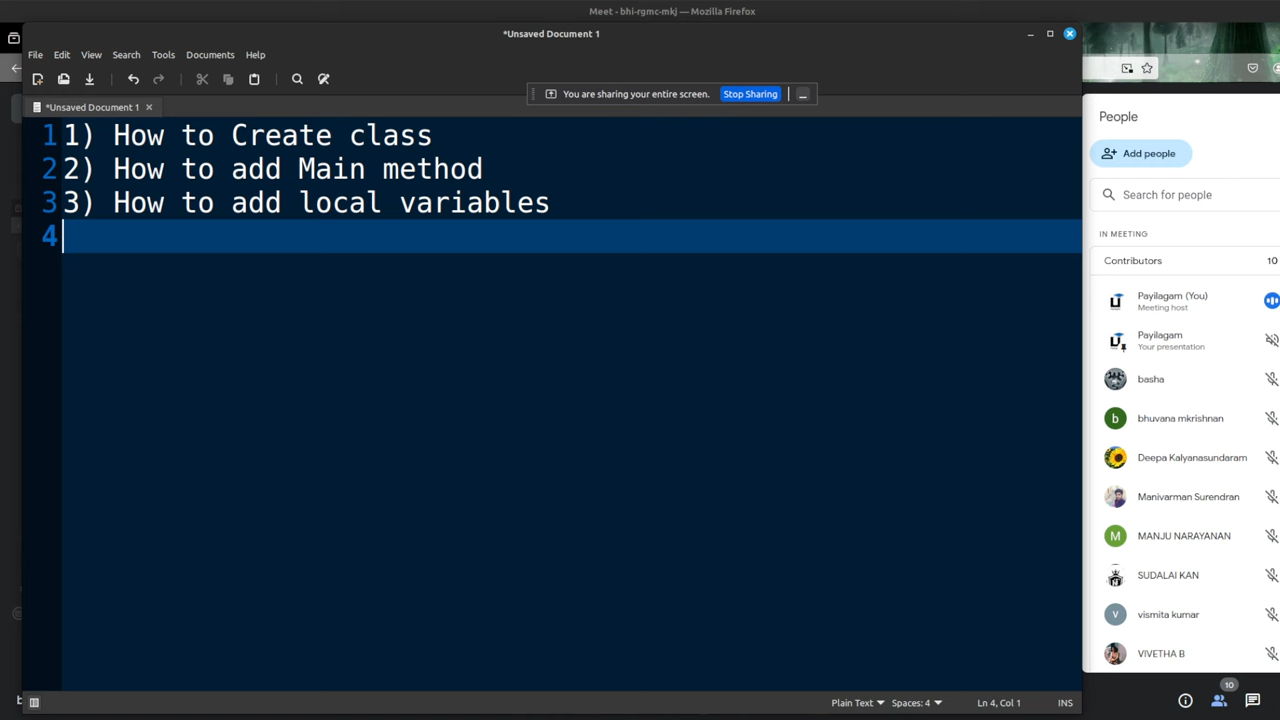 Meet - bhi-rgmc-mkj — Mozilla Firefox
*Unsaved Document 1
File Edit View Search Tools Documents Help
You are sharing your entire screen. Stop Sharing
*Unsaved Document 1
1 1) How to Create class
2 2) How to add Main method
3 3) How to add local variables
4
Plain Text Spaces: 4 Ln 4, Col 1 INS
People
Add people
Search for people
IN MEETING
Contributors 10
Payilagam (You)
Meeting host
Payilagam
Your presentation
basha
b bhuvana mkrishnan
Deepa Kalyanasundaram
Manivarman Surendran
M MANJU NARAYANAN
SUDALAI KAN
v vismita kumar
VIVETHA B
10